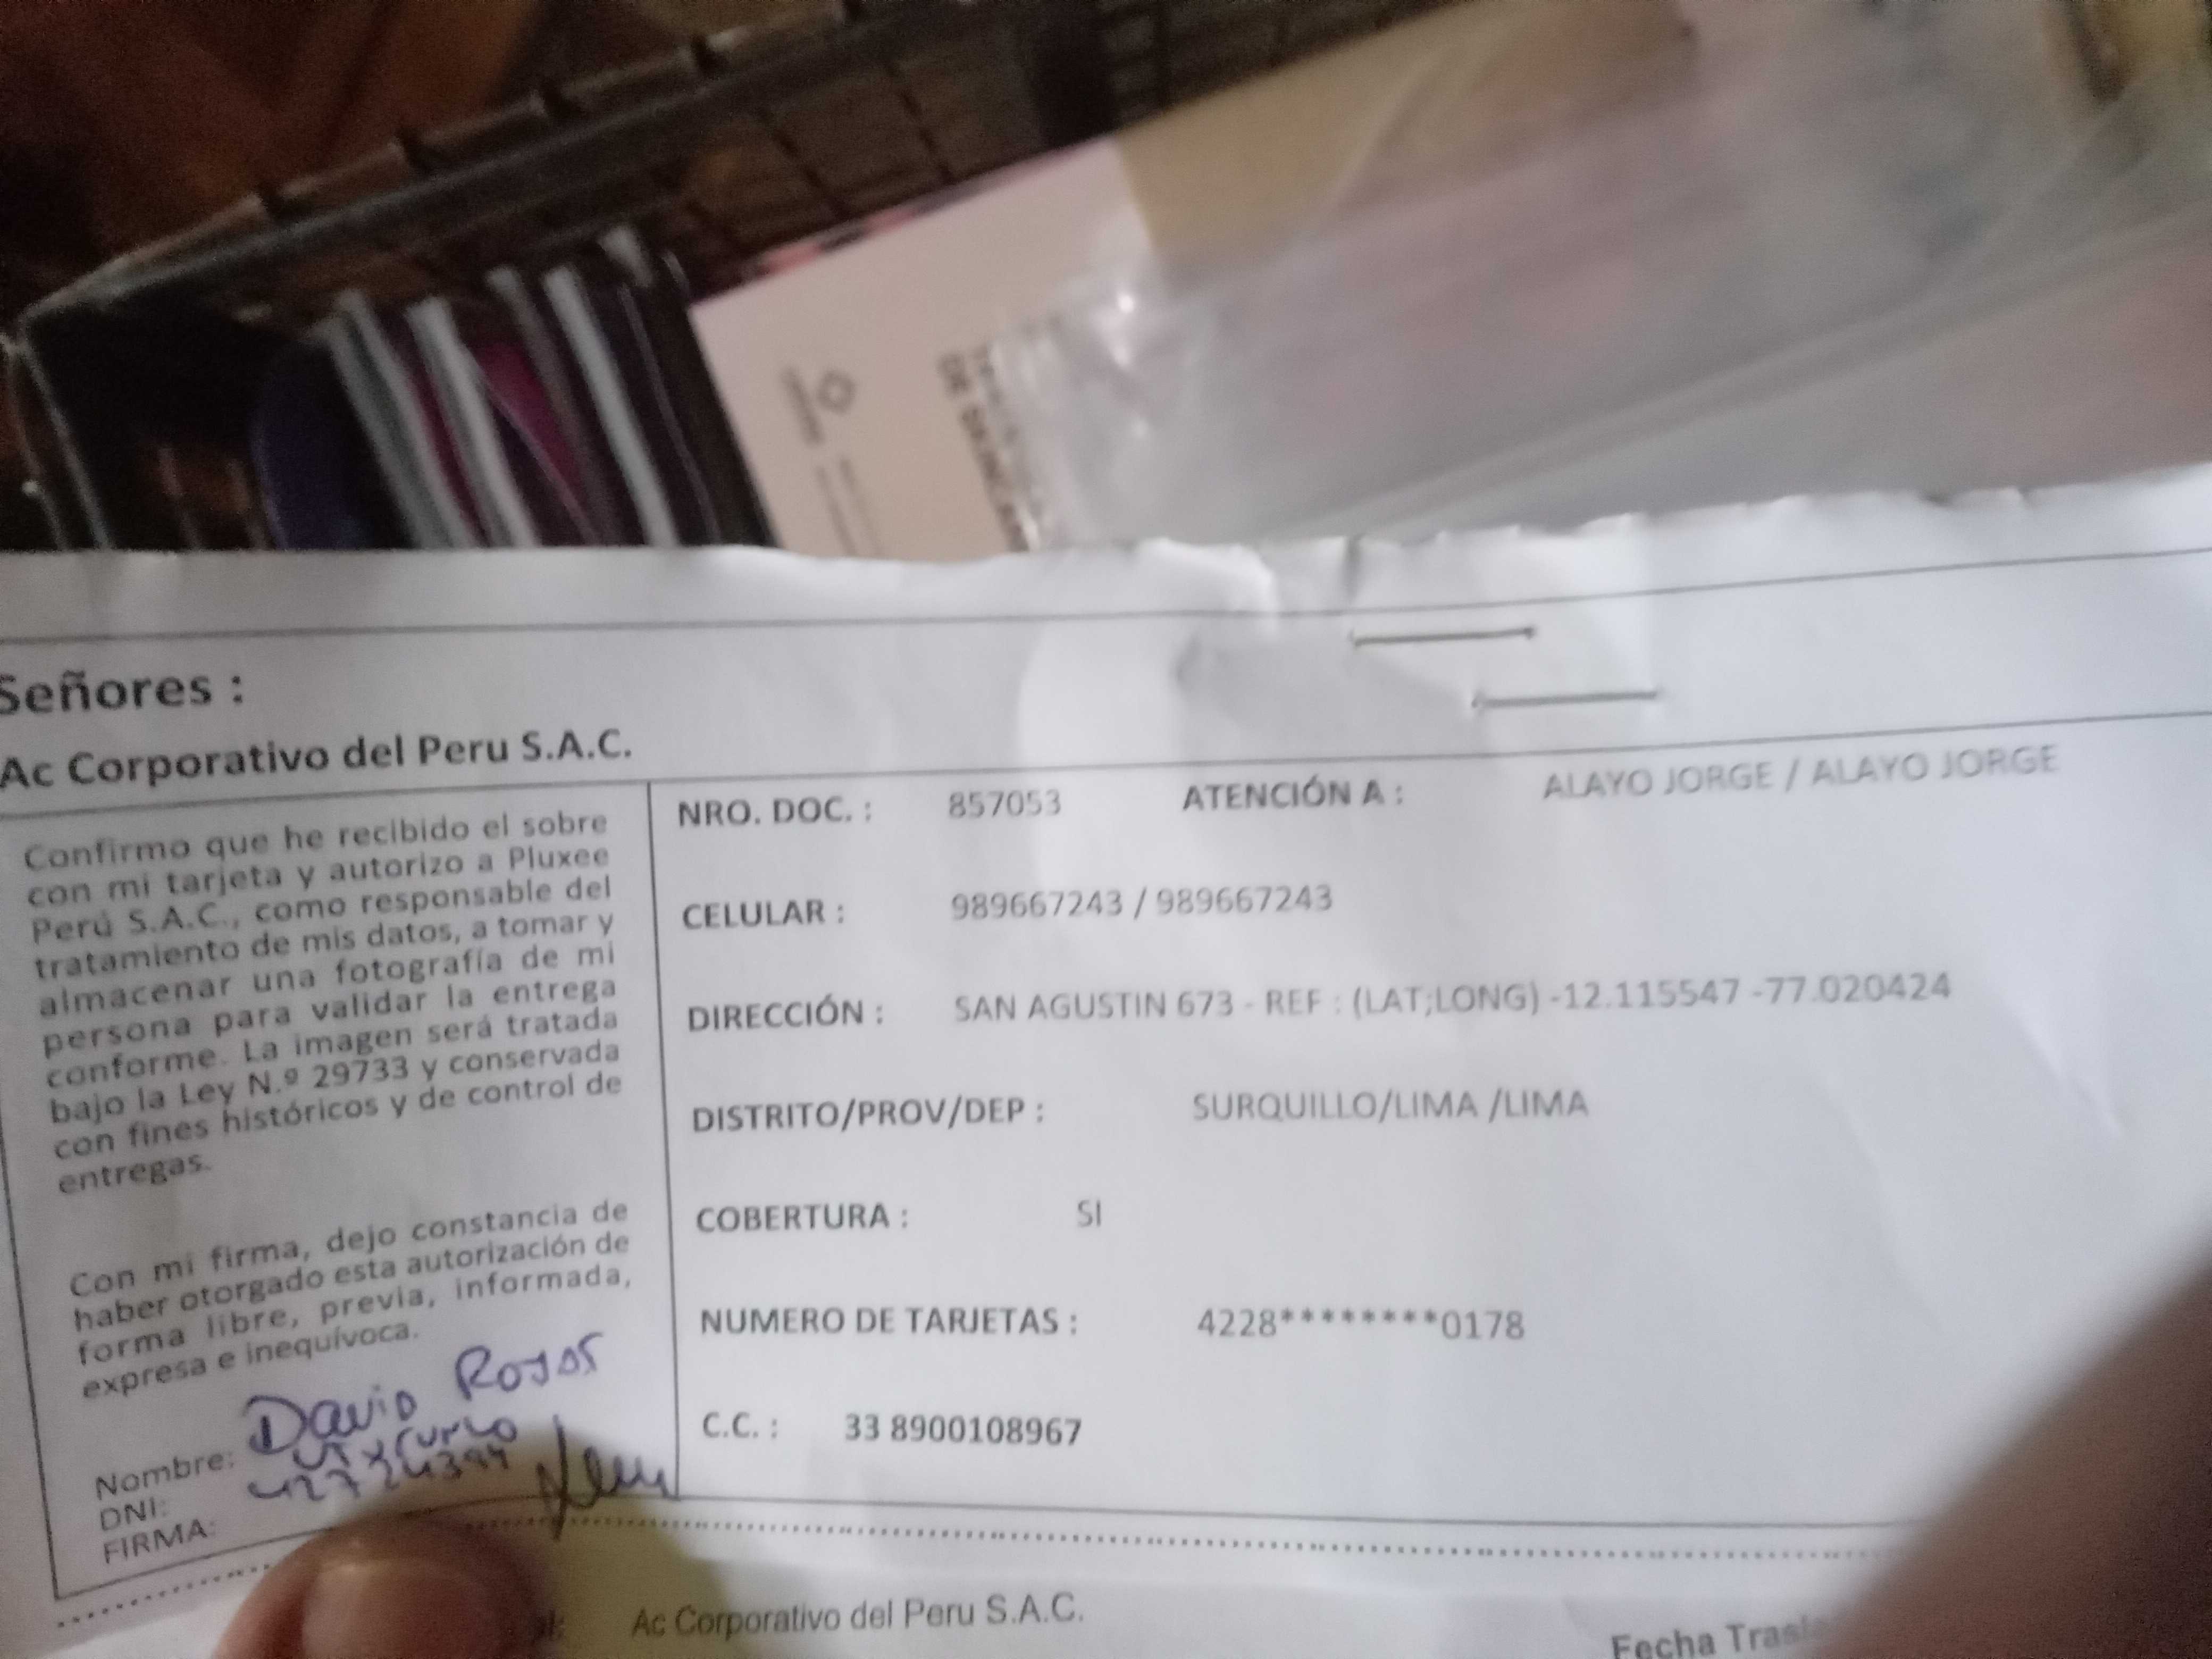 Señores :
Ac Corporativo del Peru S.A.C.
Confirmo que he recibido el sobre
con mi tarjeta y autorizo a Pluxee
Perú S.A.C., como responsable del
tratamiento de mis datos, a tomar y
almacenar una fotografía de mi
persona para validar la entrega
conforme. La imagen será tratada
bajo la Ley N.º 29733 y conservada
con fines históricos y de control de
entregas.
Con mi firma, dejo constancia de
haber otorgado esta autorización de
forma libre, previa, informada,
expresa e inequívoca.
Nombre: David Rojas
DNI:
FIRMA:
NRO. DOC. : 857053 ATENCIÓN A : ALAYO JORGE / ALAYO JORGE
CELULAR : 989667243 / 989667243
DIRECCIÓN : SAN AGUSTIN 673 - REF : (LAT;LONG) -12.115547 -77.020424
DISTRITO/PROV/DEP : SURQUILLO/LIMA /LIMA
COBERTURA : SI
NUMERO DE TARJETAS : 4228********0178
C.C. : 33 8900108967
Ac Corporativo del Peru S.A.C.
Fecha